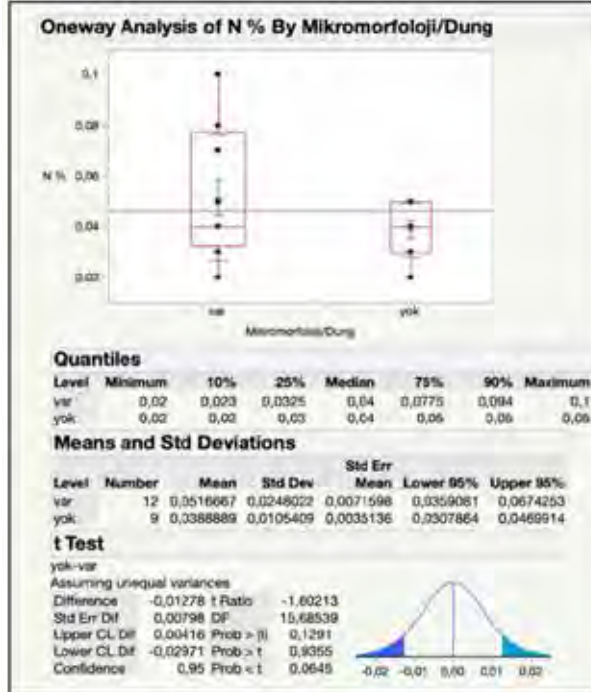 Oneway Analysis of N % By Mikromorfoloji/Dung
0,1
0,08
N % 0,06
0,04
0,02
var yok
Mikromorfoloji/Dung
Quantiles
Level Minimum 10% 25% Median 75% 90% Maximum
var 0,02 0,023 0,0325 0,04 0,0775 0,094 0,1
yok 0,02 0,02 0,03 0,04 0,05 0,05 0,05
Means and Std Deviations
Std Err
Level Number Mean Std Dev Mean Lower 95% Upper 95%
var 12 0,0516667 0,0248022 0,0071598 0,0359081 0,0674253
yok 9 0,0388889 0,0105409 0,0035136 0,0307864 0,0469914
t Test
yok-var
Assuming unequal variances
Difference -0,01278 t Ratio -1,60213
Std Err Dif 0,00798 DF 15,68539
Upper CL Dif 0,00416 Prob > |t| 0,1291
Lower CL Dif -0,02971 Prob > t 0,9355
Confidence 0,95 Prob < t 0,0645
-0,02 -0,01 0,00 0,01 0,02